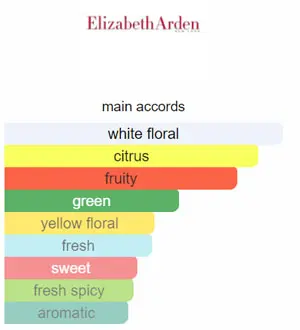 ElizabethArden
NEW YORK
main accords
white floral
citrus
fruity
green
yellow floral
fresh
sweet
fresh spicy
aromatic